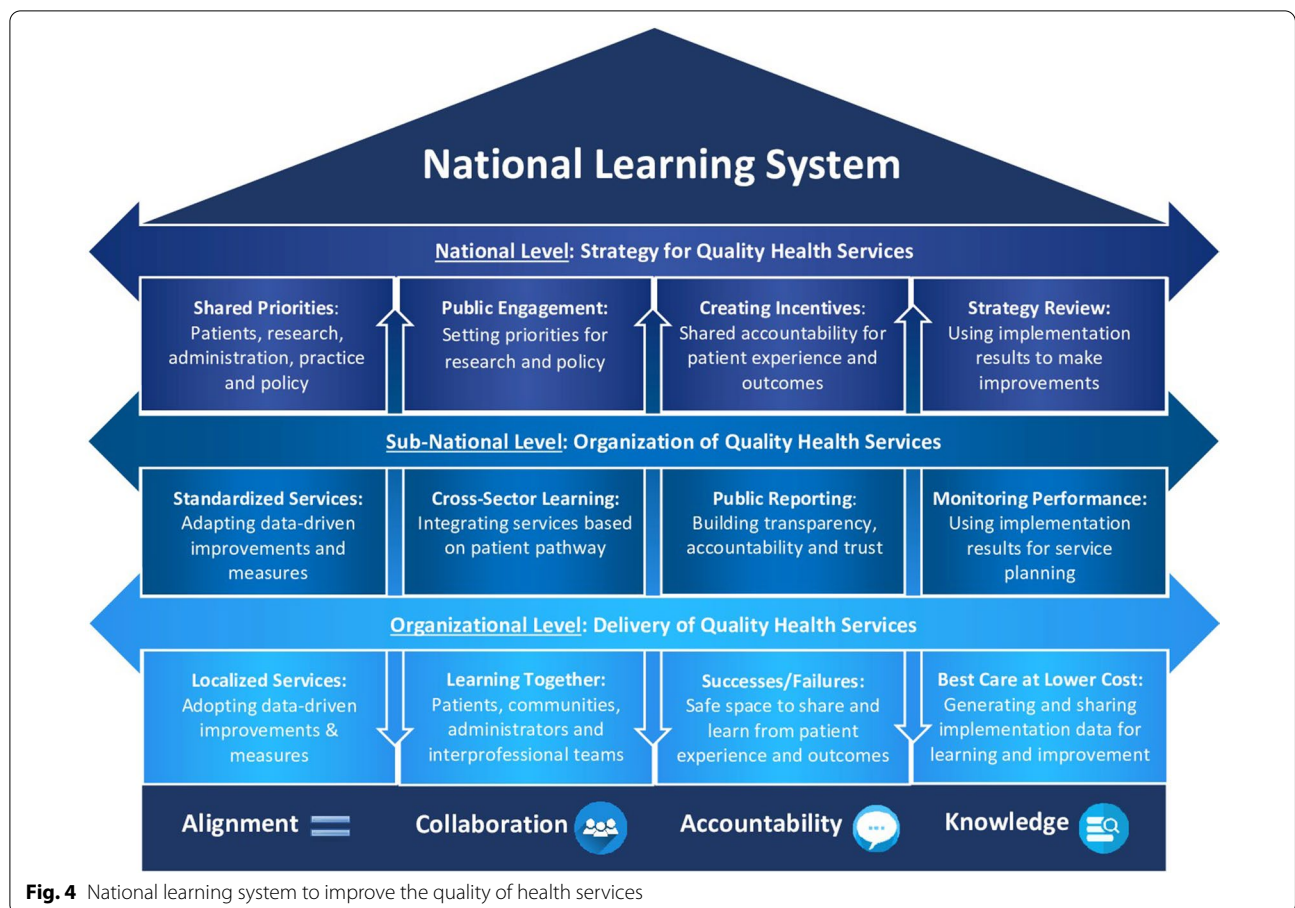 National Learning System
National Level: Strategy for Quality Health Services
Shared Priorities:
Patients, research,
administration, practice
and policy
Public Engagement:
Setting priorities for
research and policy
Creating Incentives:
Shared accountability for
patient experience and
outcomes
Strategy Review:
Using implementation
results to make
improvements
Sub-National Level: Organization of Quality Health Services
Standardized Services:
Adapting data-driven
improvements and
measures
Cross-Sector Learning:
Integrating services based
on patient pathway
Public Reporting:
Building transparency,
accountability and trust
Monitoring Performance:
Using implementation
results for service
planning
Organizational Level: Delivery of Quality Health Services
Localized Services:
Adopting data-driven
improvements &
measures
Learning Together:
Patients, communities,
administrators and
interprofessional teams
Successes/Failures:
Safe space to share and
learn from patient
experience and outcomes
Best Care at Lower Cost:
Generating and sharing
implementation data for
learning and improvement
Alignment
Collaboration
Accountability
Knowledge
Fig. 4 National learning system to improve the quality of health services